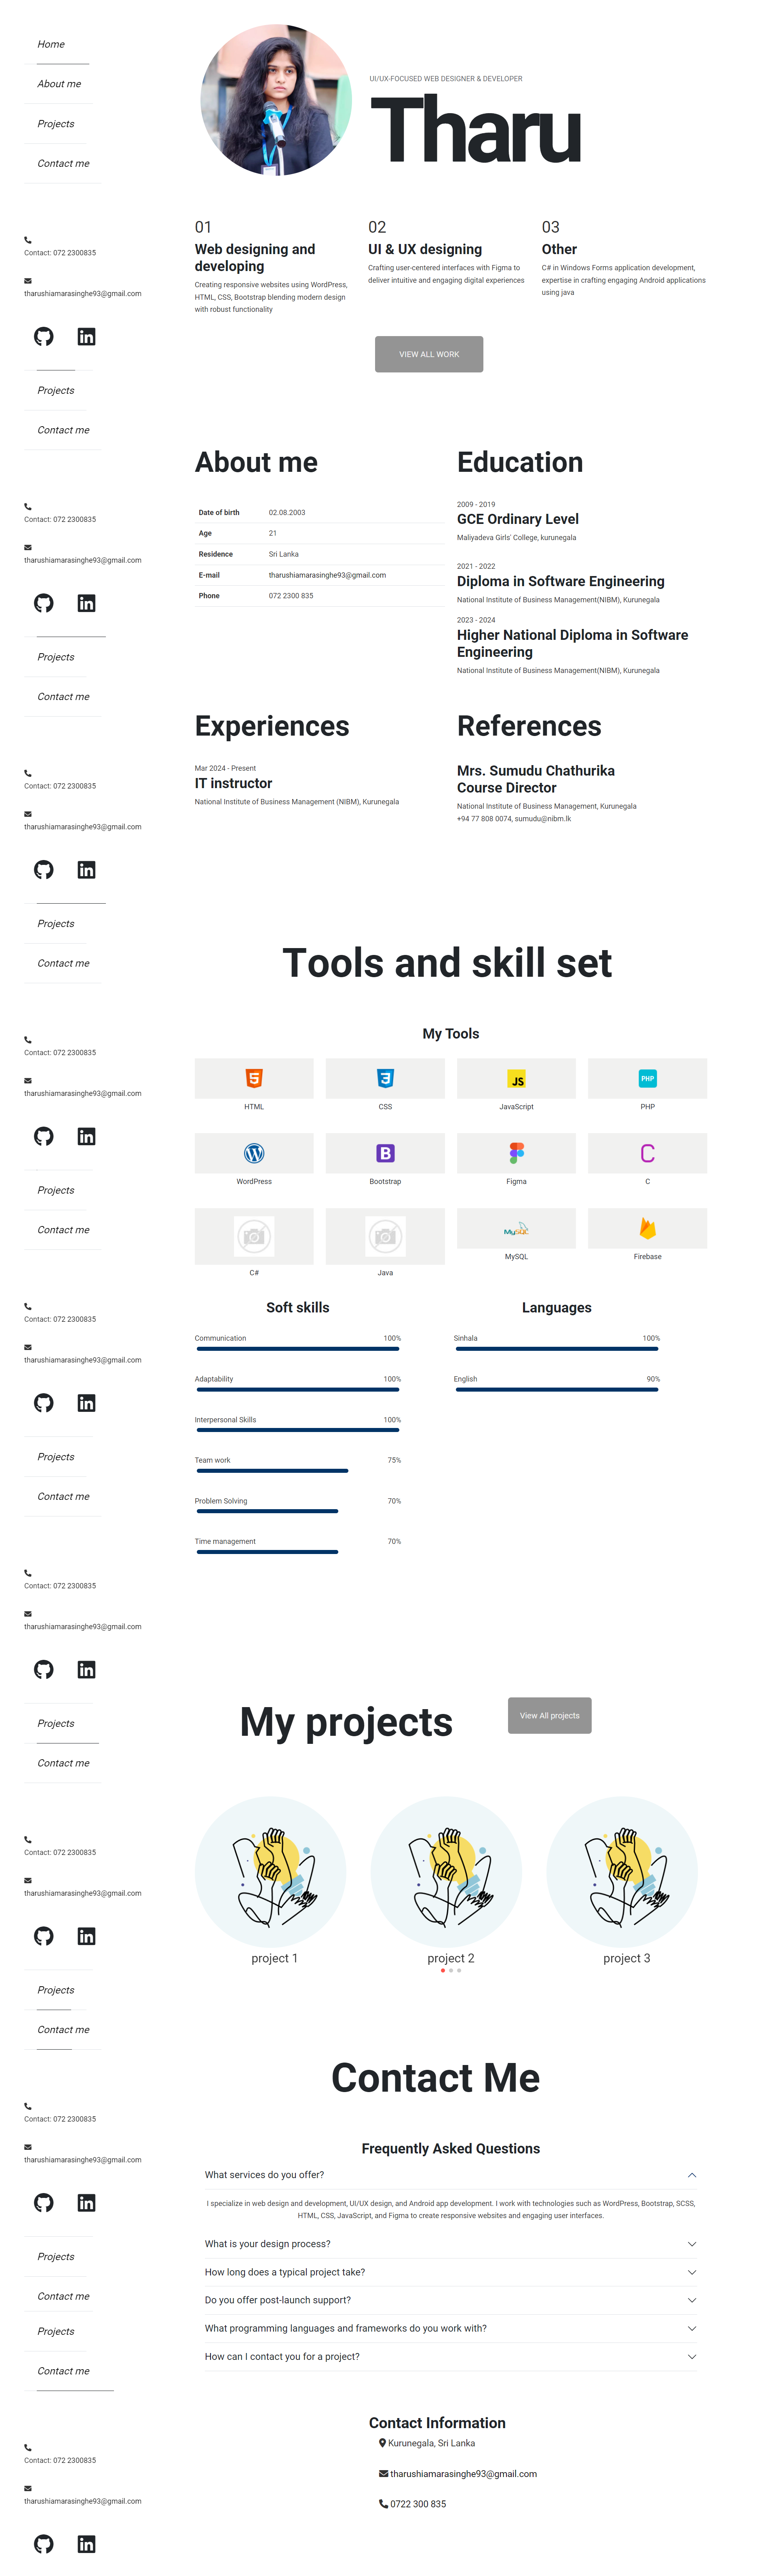 Home
About me
Projects
Contact me
Contact: 072 2300835
tharushiamarasinghe93@gmail.com
UI/UX-FOCUSED WEB DESIGNER & DEVELOPER
Tharu
01
Web designing and
developing
Creating responsive websites using WordPress,
HTML, CSS, Bootstrap blending modern design
with robust functionality
02
UI & UX designing
Crafting user-centered interfaces with Figma to
deliver intuitive and engaging digital experiences
03
Other
C# in Windows Forms application development,
expertise in crafting engaging Android applications
using java
VIEW ALL WORK
Projects
Contact me
Contact: 072 2300835
tharushiamarasinghe93@gmail.com
About me
Date of birth 02.08.2003
Age 21
Residence Sri Lanka
E-mail tharushiamarasinghe93@gmail.com
Phone 072 2300 835
Education
2009 - 2019
GCE Ordinary Level
Maliyadeva Girls' College, kurunegala
2021 - 2022
Diploma in Software Engineering
National Institute of Business Management(NIBM), Kurunegala
2023 - 2024
Higher National Diploma in Software
Engineering
National Institute of Business Management(NIBM), Kurunegala
Projects
Contact me
Contact: 072 2300835
tharushiamarasinghe93@gmail.com
Experiences
Mar 2024 - Present
IT instructor
National Institute of Business Management (NIBM), Kurunegala
References
Mrs. Sumudu Chathurika
Course Director
National Institute of Business Management, Kurunegala
+94 77 808 0074, sumudu@nibm.lk
Projects
Contact me
Contact: 072 2300835
tharushiamarasinghe93@gmail.com
Tools and skill set
My Tools
HTML
CSS
JS
JavaScript
PHP
PHP
WordPress
Bootstrap
Figma
C
C#
Java
MySQL
MySQL
Firebase
Projects
Contact me
Contact: 072 2300835
tharushiamarasinghe93@gmail.com
Soft skills
Communication 100%
Adaptability 100%
Interpersonal Skills 100%
Team work 75%
Problem Solving 70%
Time management 70%
Languages
Sinhala 100%
English 90%
Projects
Contact me
Contact: 072 2300835
tharushiamarasinghe93@gmail.com
My projects
View All projects
Projects
Contact me
Contact: 072 2300835
tharushiamarasinghe93@gmail.com
project 1
project 2
project 3
Projects
Contact me
Contact: 072 2300835
tharushiamarasinghe93@gmail.com
Contact Me
Frequently Asked Questions
What services do you offer?
I specialize in web design and development, UI/UX design, and Android app development. I work with technologies such as WordPress, Bootstrap, SCSS,
HTML, CSS, JavaScript, and Figma to create responsive websites and engaging user interfaces.
What is your design process?
How long does a typical project take?
Do you offer post-launch support?
What programming languages and frameworks do you work with?
How can I contact you for a project?
Projects
Contact me
Projects
Contact me
Contact: 072 2300835
tharushiamarasinghe93@gmail.com
Contact Information
Kurunegala, Sri Lanka
tharushiamarasinghe93@gmail.com
0722 300 835